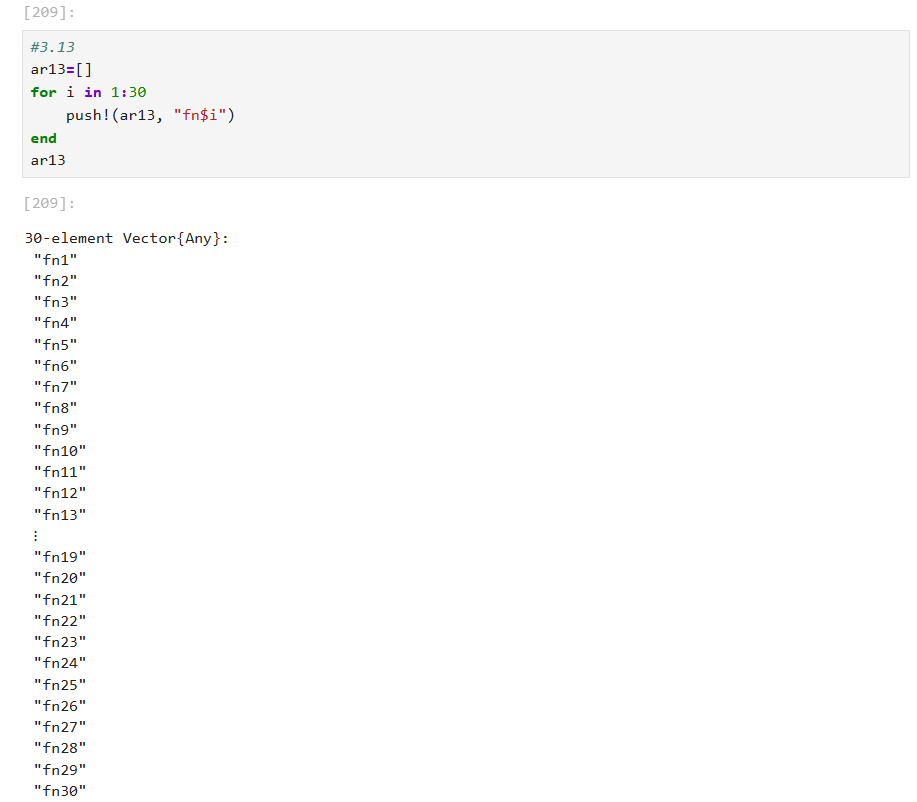 [209]:
#3.13
ar13=[]
for i in 1:30
    push!(ar13, "fn$i")
end
ar13
[209]:
30-element Vector{Any}:
 "fn1"
 "fn2"
 "fn3"
 "fn4"
 "fn5"
 "fn6"
 "fn7"
 "fn8"
 "fn9"
 "fn10"
 "fn11"
 "fn12"
 "fn13"
 ⋮
 "fn19"
 "fn20"
 "fn21"
 "fn22"
 "fn23"
 "fn24"
 "fn25"
 "fn26"
 "fn27"
 "fn28"
 "fn29"
 "fn30"